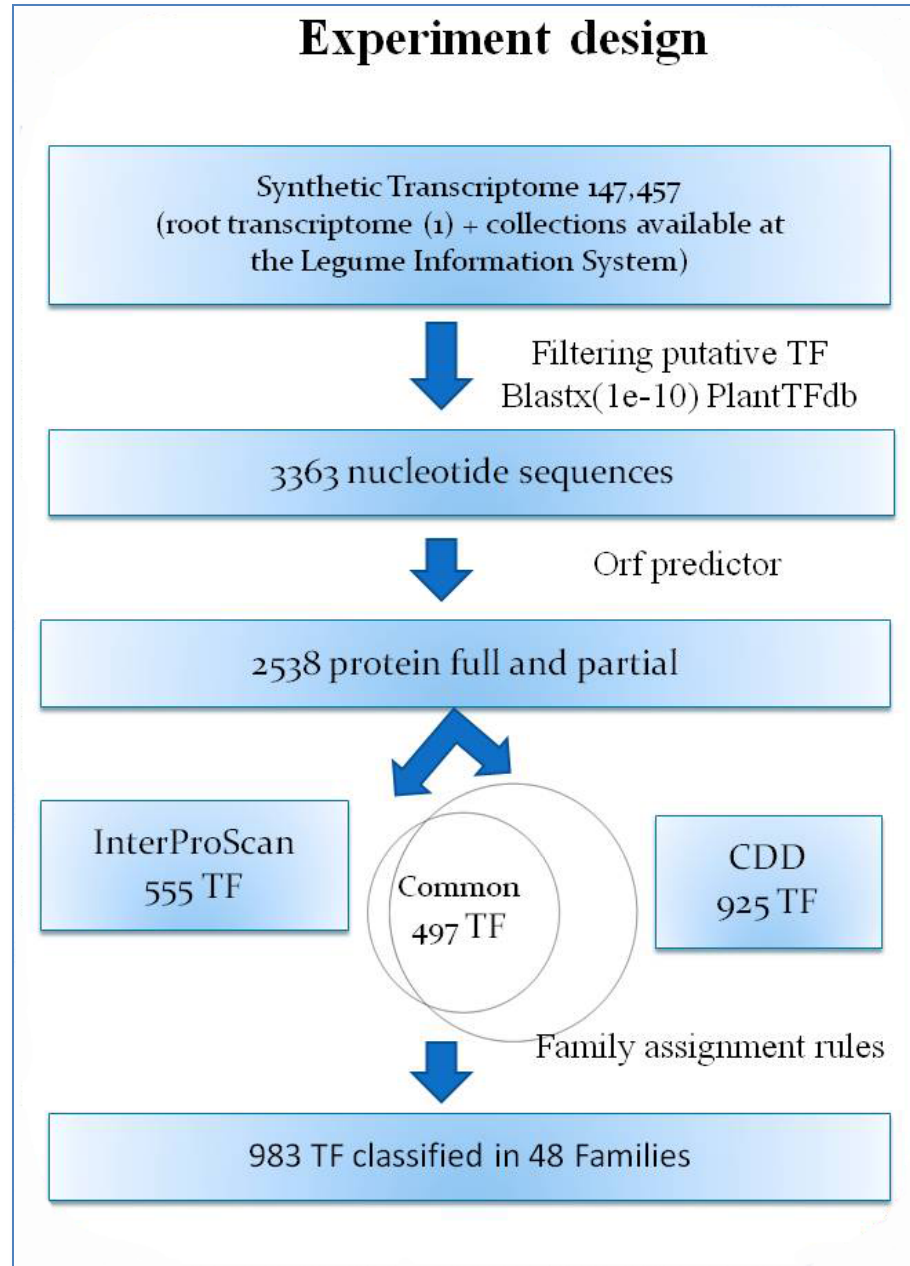 Experiment design
Synthetic Transcriptome 147,457
(root transcriptome (1) + collections available at
the Legume Information System)
Filtering putative TF
Blastx(1e-10) PlantTFdb
3363 nucleotide sequences
Orf predictor
2538 protein full and partial
InterProScan
555 TF
Common
497 TF
CDD
925 TF
Family assignment rules
983 TF classified in 48 Families